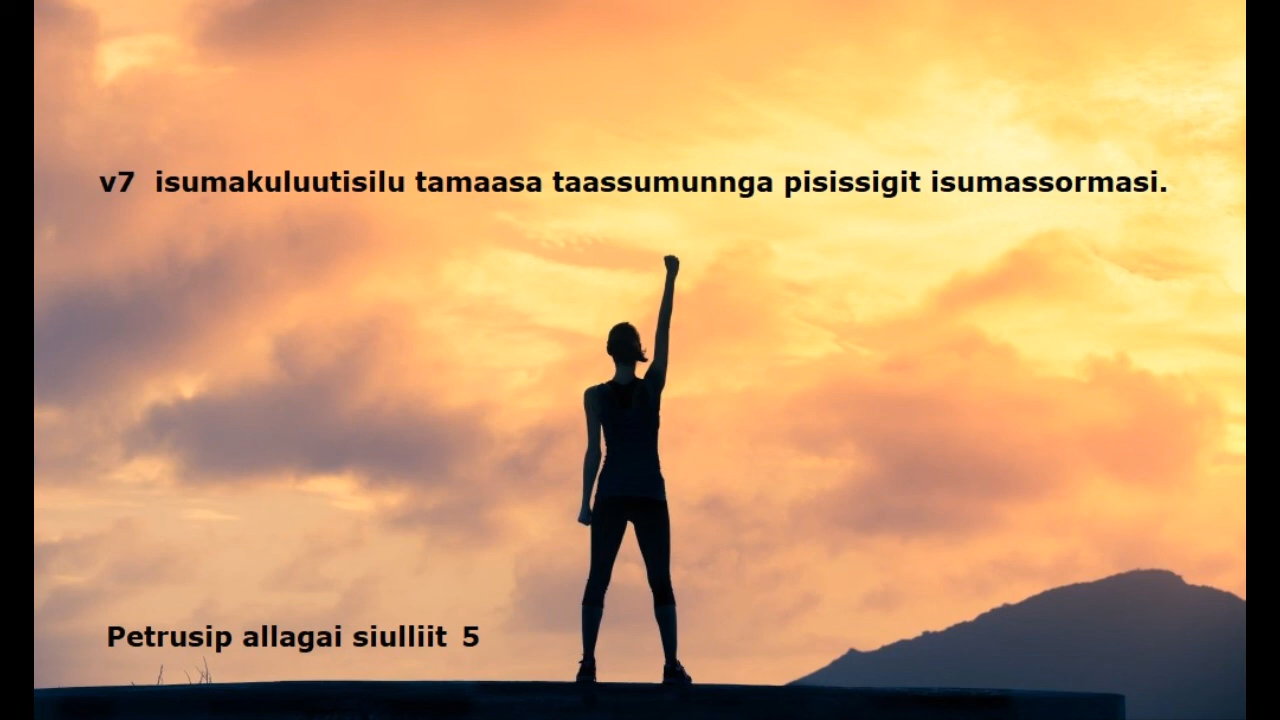 v7 isumakuluutisilu tamaasa taassumunnga pisissigit isumassormasi.
Petrusip allagai siulliit 5